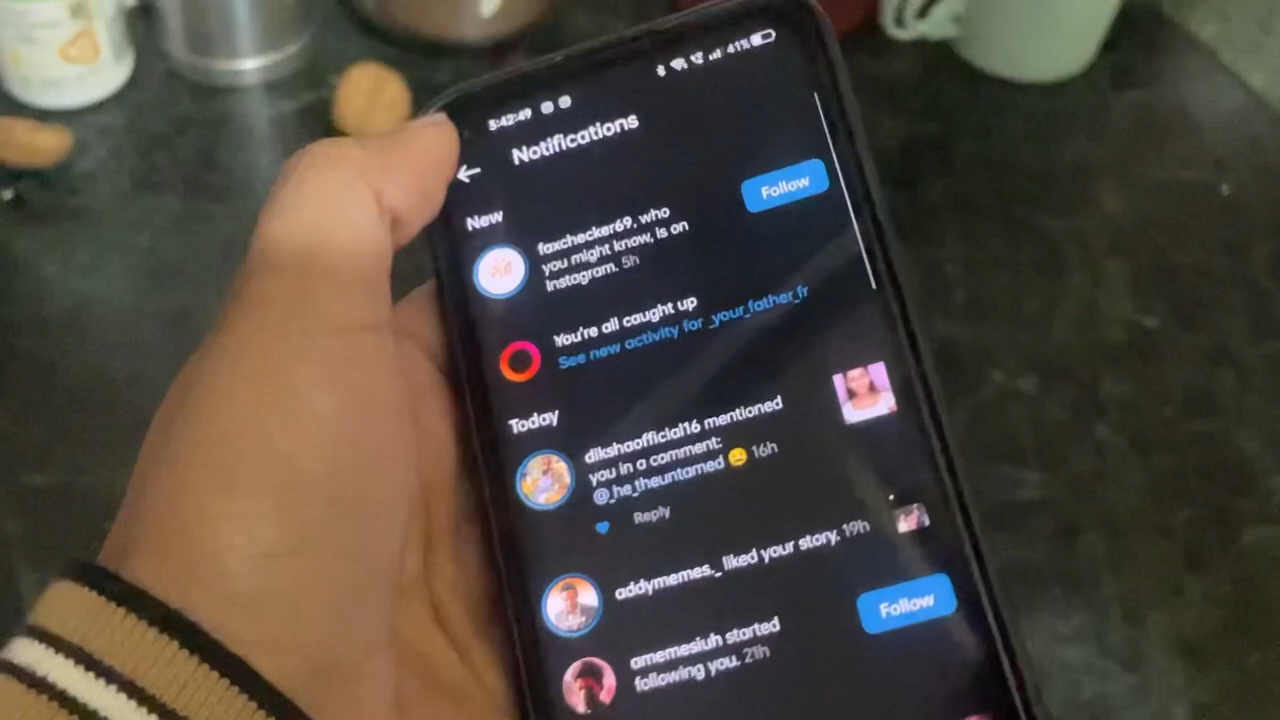 5:42:49
41%
Notifications
New
faxchecker69, who
you might know, is on
Instagram. 5h
Follow
You're all caught up
See new activity for _your_father_fr
Today
dikshaofficial16 mentioned
you in a comment:
@_he_theuntamed 😐 16h
Reply
addymemes._ liked your story. 19h
amemesiuh started
following you. 21h
Follow